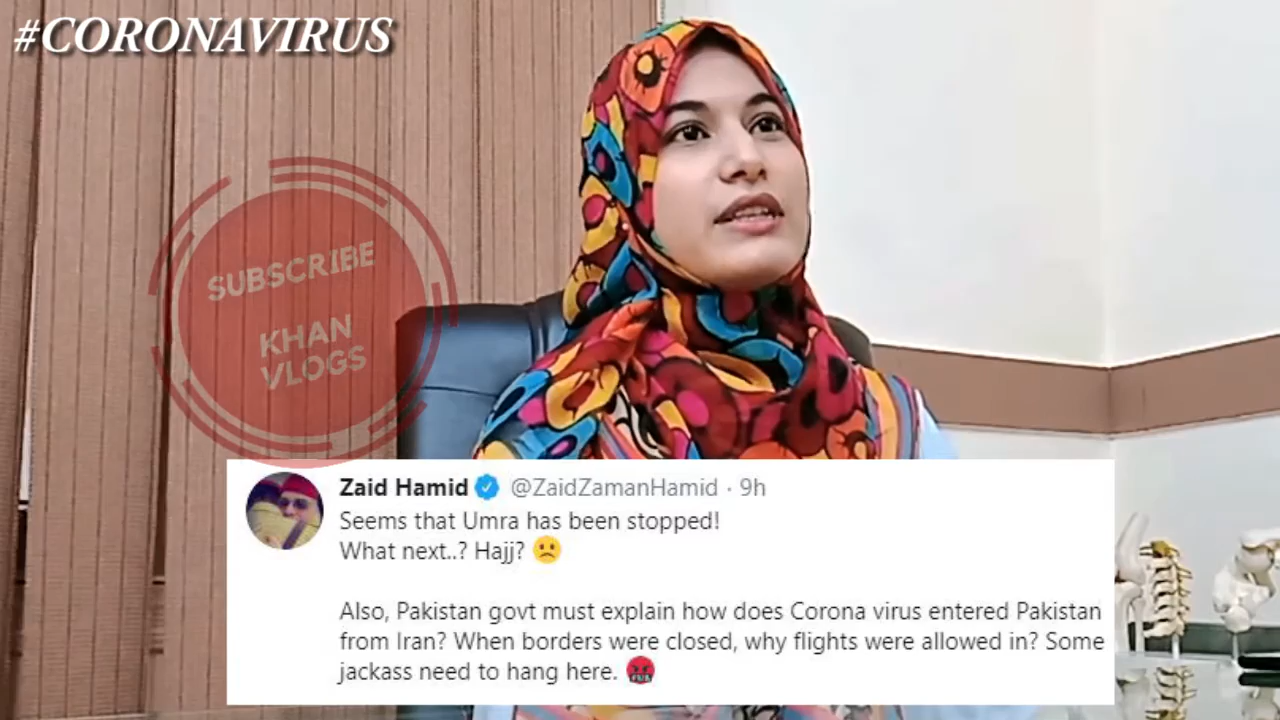 #CORONAVIRUS
SUBSCRIBE
KHAN
VLOGS
Zaid Hamid @ZaidZamanHamid · 9h
Seems that Umra has been stopped!
What next..? Hajj? 🙁
Also, Pakistan govt must explain how does Corona virus entered Pakistan
from Iran? When borders were closed, why flights were allowed in? Some
jackass need to hang here. 🤬